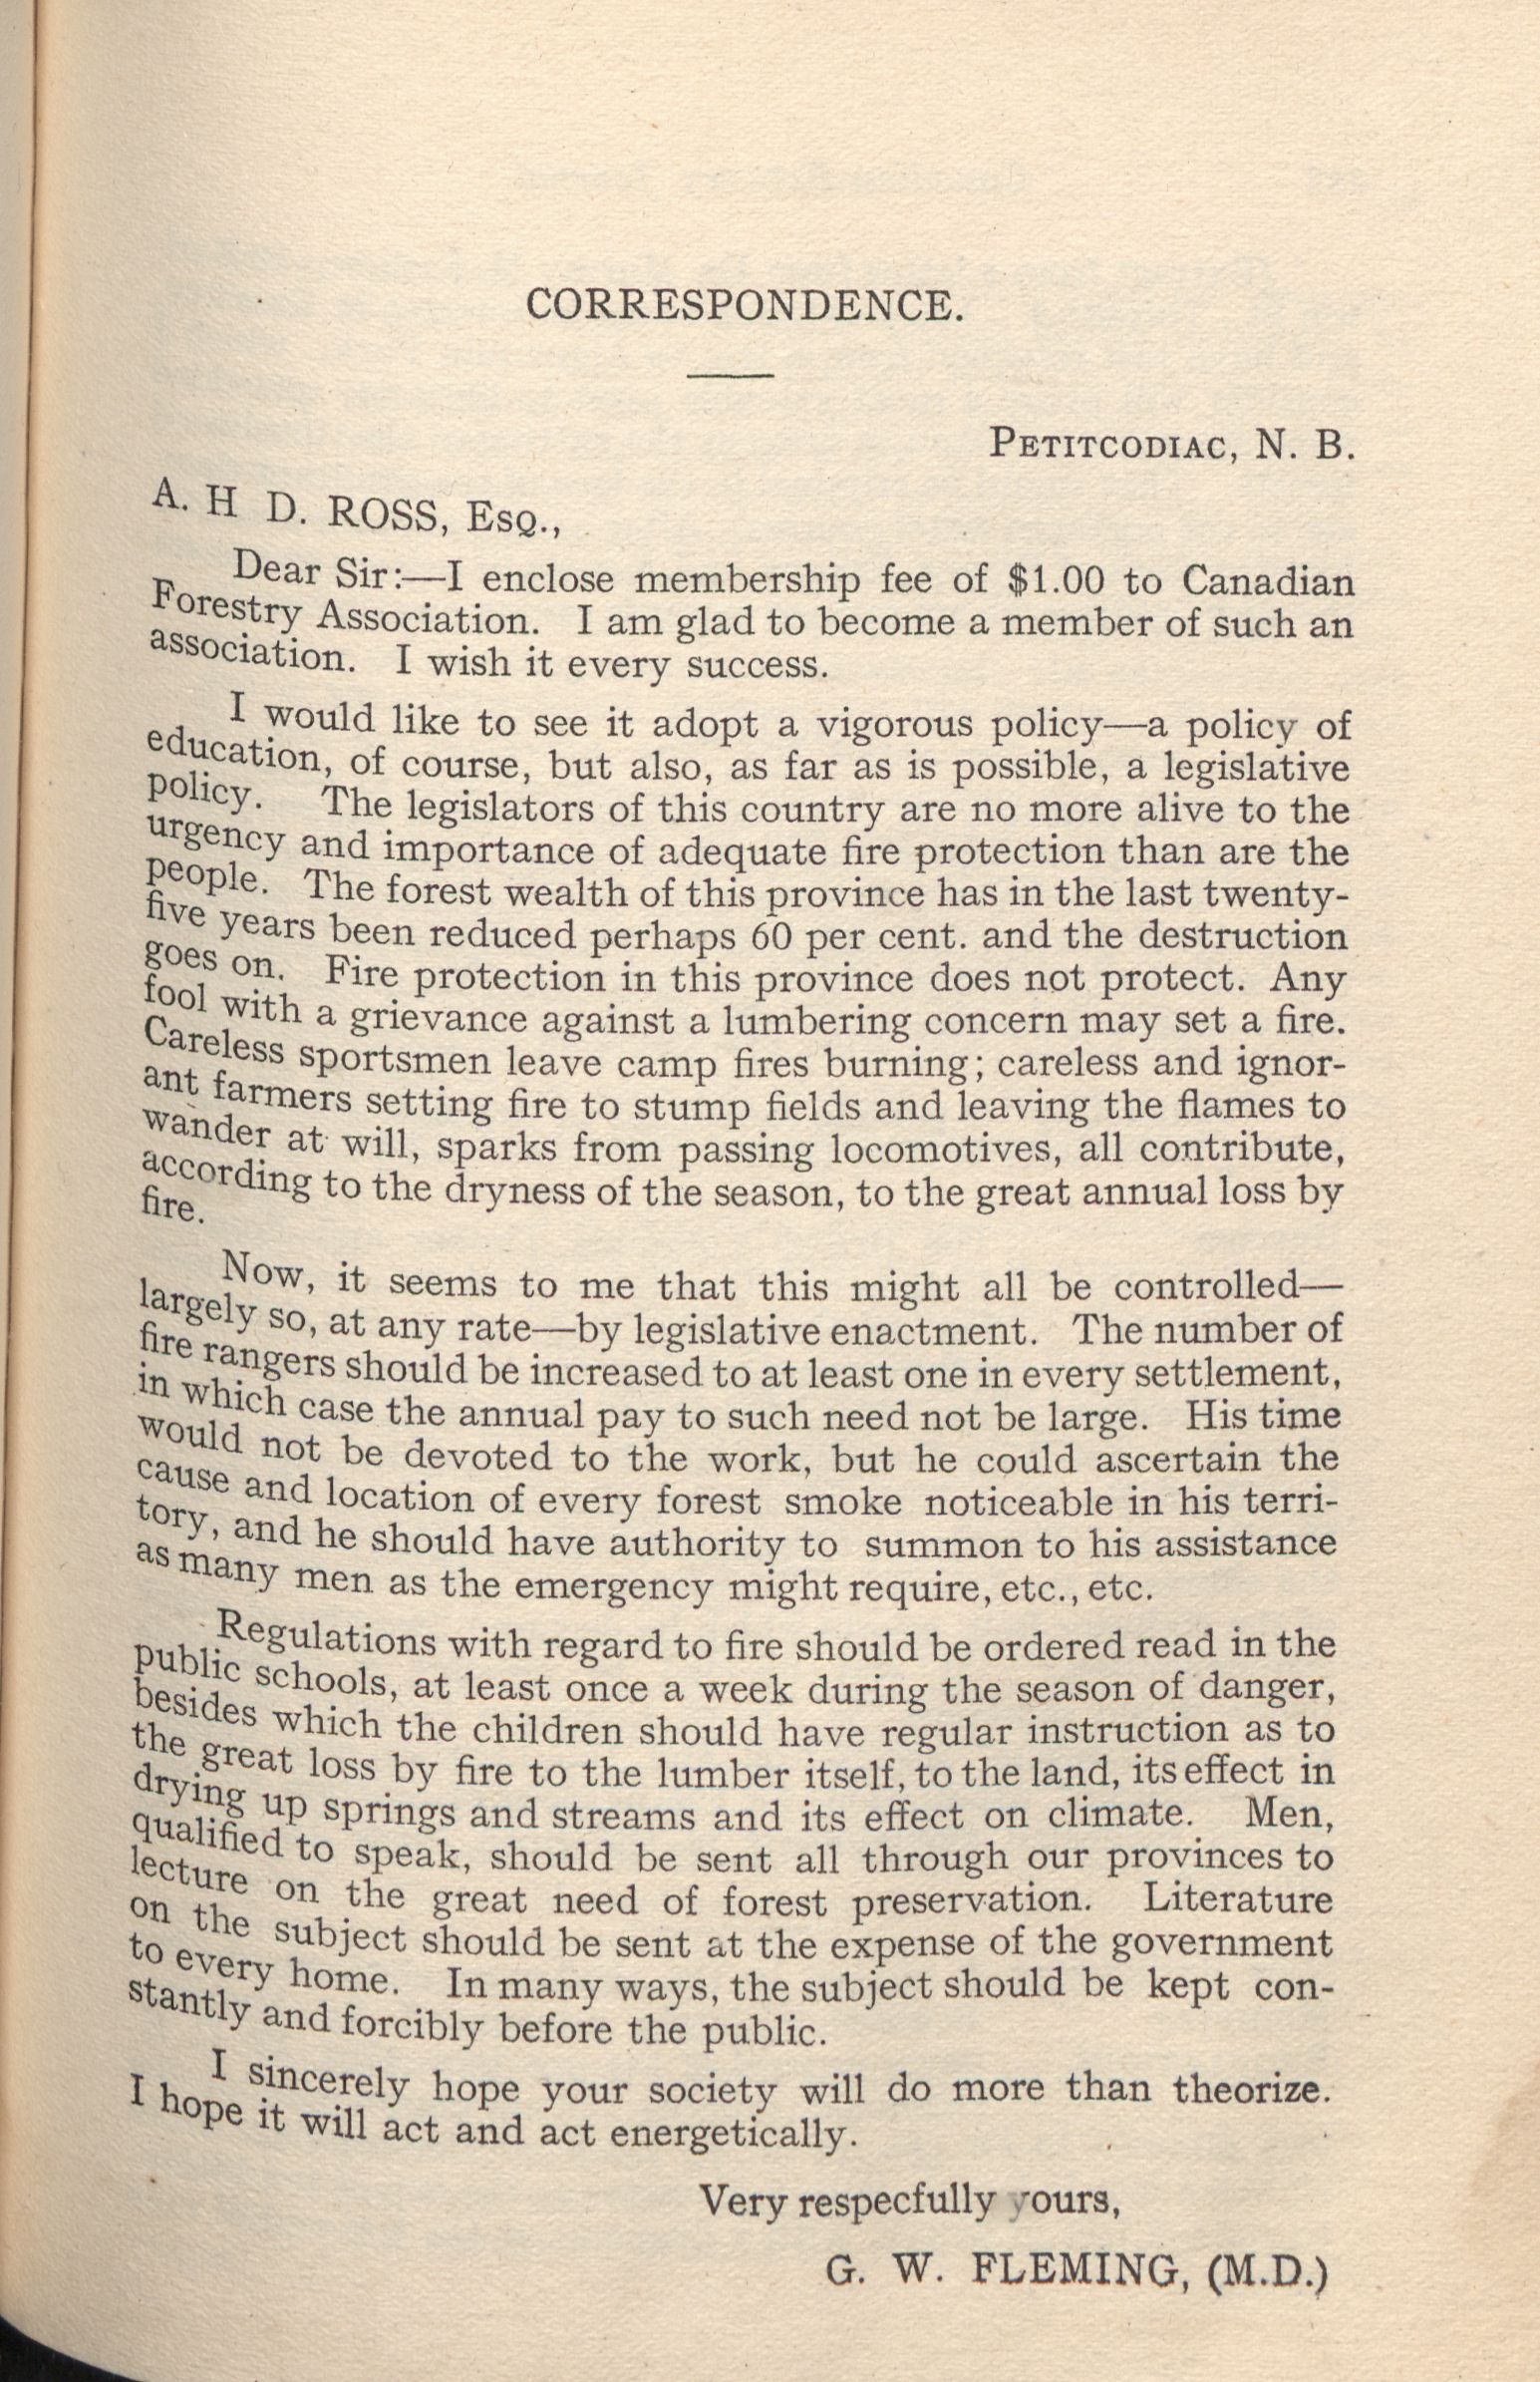 CORRESPONDENCE.
PETITCODIAC, N. B.
A. H D. ROSS, ESQ.,
Dear Sir:—I enclose membership fee of $1.00 to Canadian
Forestry Association. I am glad to become a member of such an
association. I wish it every success.
I would like to see it adopt a vigorous policy—a policy of
education, of course, but also, as far as is possible, a legislative
policy. The legislators of this country are no more alive to the
urgency and importance of adequate fire protection than are the
people. The forest wealth of this province has in the last twenty-
five years been reduced perhaps 60 per cent. and the destruction
goes on. Fire protection in this province does not protect. Any
fool with a grievance against a lumbering concern may set a fire.
Careless sportsmen leave camp fires burning; careless and ignor-
ant farmers setting fire to stump fields and leaving the flames to
wander at will, sparks from passing locomotives, all contribute,
according to the dryness of the season, to the great annual loss by
fire.
Now, it seems to me that this might all be controlled—
largely so, at any rate—by legislative enactment. The number of
fire rangers should be increased to at least one in every settlement,
in which case the annual pay to such need not be large. His time
would not be devoted to the work, but he could ascertain the
cause and location of every forest smoke noticeable in his terri-
tory, and he should have authority to summon to his assistance
as many men as the emergency might require, etc., etc.
Regulations with regard to fire should be ordered read in the
public schools, at least once a week during the season of danger,
besides which the children should have regular instruction as to
the great loss by fire to the lumber itself, to the land, its effect in
drying up springs and streams and its effect on climate. Men,
qualified to speak, should be sent all through our provinces to
lecture on the great need of forest preservation. Literature
on the subject should be sent at the expense of the government
to every home. In many ways, the subject should be kept con-
stantly and forcibly before the public.
I sincerely hope your society will do more than theorize.
I hope it will act and act energetically.
Very respecfully yours,
G. W. FLEMING, (M.D.)